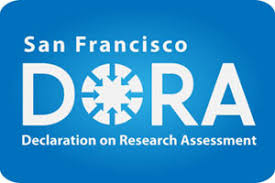 San Francisco
DORA
Declaration on Research Assessment